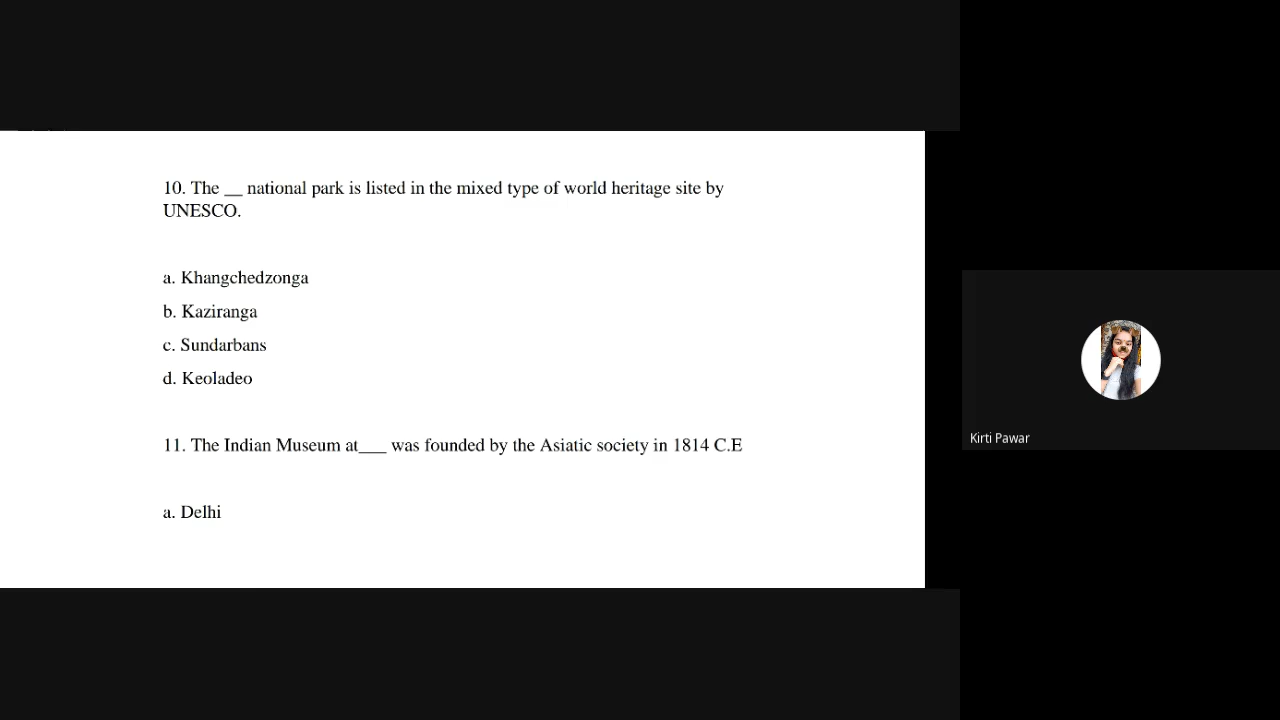 10. The __ national park is listed in the mixed type of world heritage site by
UNESCO.
a. Khangchedzonga
b. Kaziranga
c. Sundarbans
d. Keoladeo
11. The Indian Museum at___ was founded by the Asiatic society in 1814 C.E
a. Delhi
Kirti Pawar